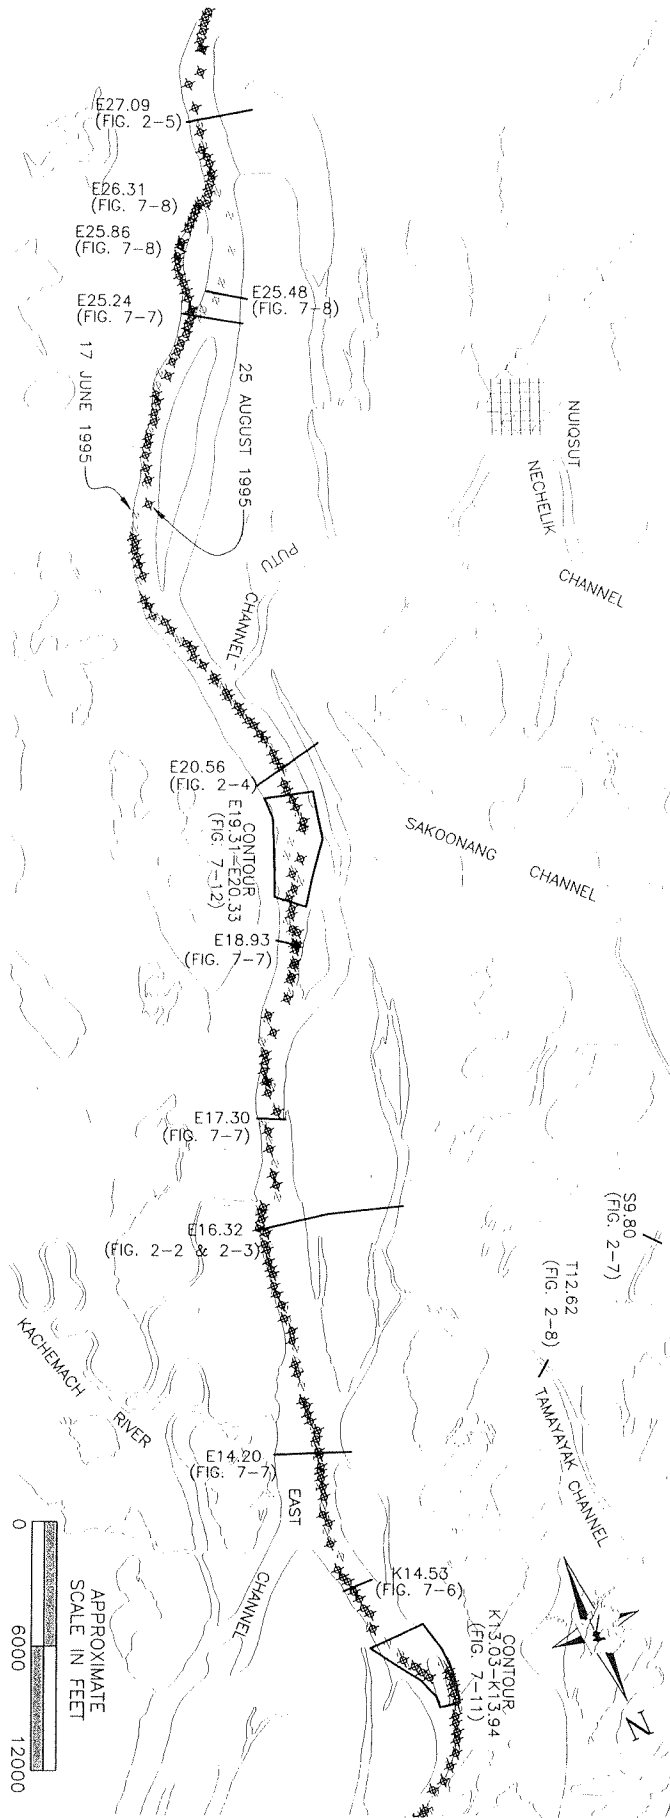 E27.09
(FIG. 2-5)
E26.31
(FIG. 7-8)
E25.86
(FIG. 7-8)
E25.48
(FIG. 7-8)
E25.24
(FIG. 7-7)
17 JUNE 1995
25 AUGUST 1995
NUIQSUT
NECHELIK
CHANNEL
PUTU
CHANNEL
E20.56
(FIG. 2-4)
CONTOUR
E19.31-E20.33
(FIG. 7-12)
SAKOONANG
CHANNEL
E18.93
(FIG. 7-7)
E17.30
(FIG. 7-7)
E16.32
(FIG. 2-2 & 2-3)
S9.80
(FIG. 2-7)
T12.62
(FIG. 2-8)
TAMAYAYAK CHANNEL
KACHEMACH
RIVER
E14.20
(FIG. 7-7)
EAST
CHANNEL
K14.53
(FIG. 7-6)
CONTOUR
K13.03-K13.94
(FIG. 7-11)
N
0
6000
12000
APPROXIMATE
SCALE IN FEET